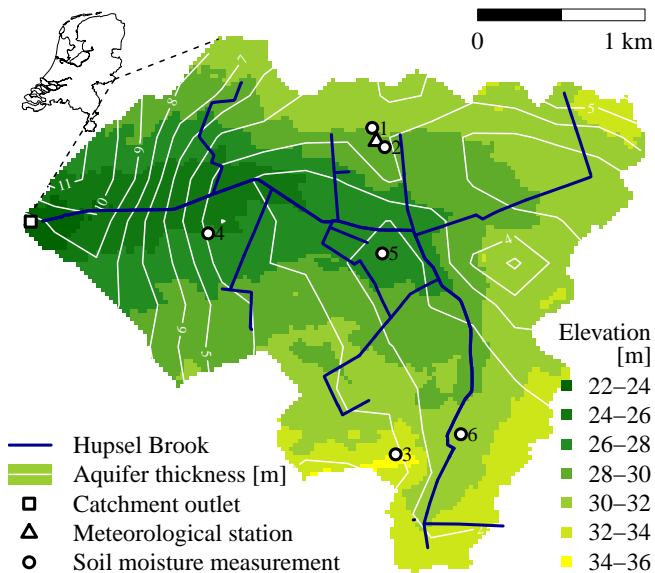 0 1 km
7
8
5
9
1
2
11
10
4
5
4
Elevation
[m]
6
5
22–24
24–26
26–28
6
28–30
3
Hupsel Brook
30–32
Aquifer thickness [m]
Catchment outlet
32–34
Meteorological station
34–36
Soil moisture measurement